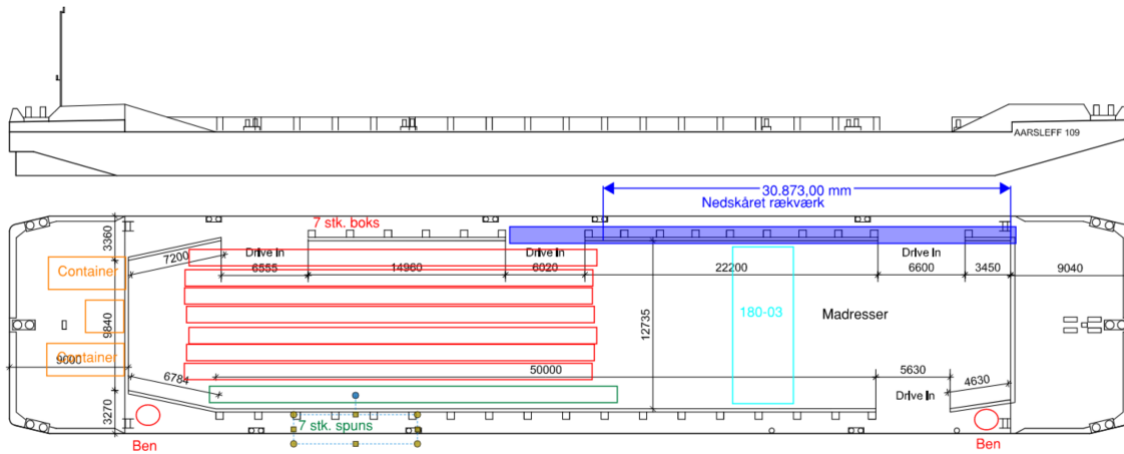 AARSLEFF 109
30.873,00 mm
Nedskåret rækværk
7 stk. boks
3360
Drive In
Drive In
Drive In
7200
Container
6555
14960
6020
22200
6600
3450
9040
180-03
Madresser
9840
12735
Container
9000
6784
50000
5630
4630
Drive In
3270
7 stk. spuns
Ben
Ben